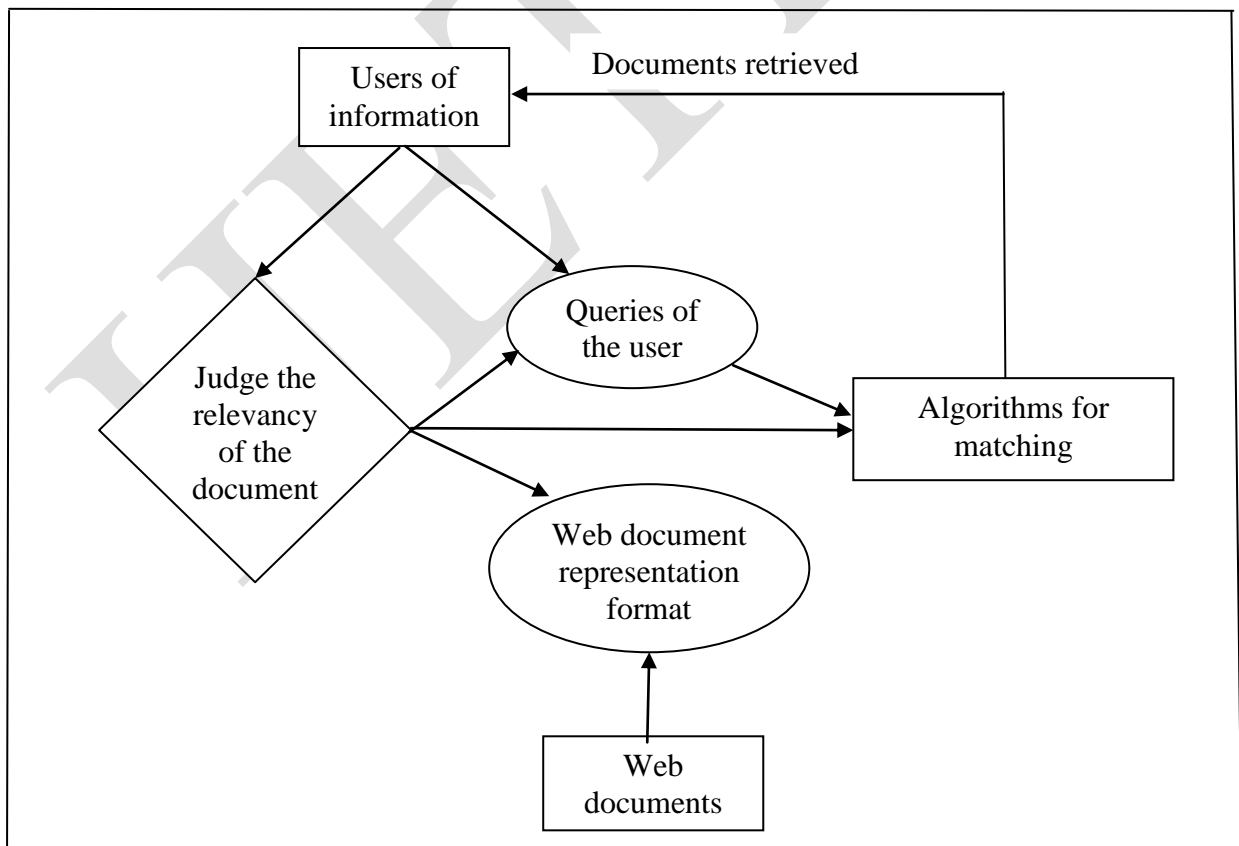 Documents retrieved
Users of
information
Queries of
the user
Judge the
relevancy
of the
document
Algorithms for
matching
Web document
representation
format
Web
documents